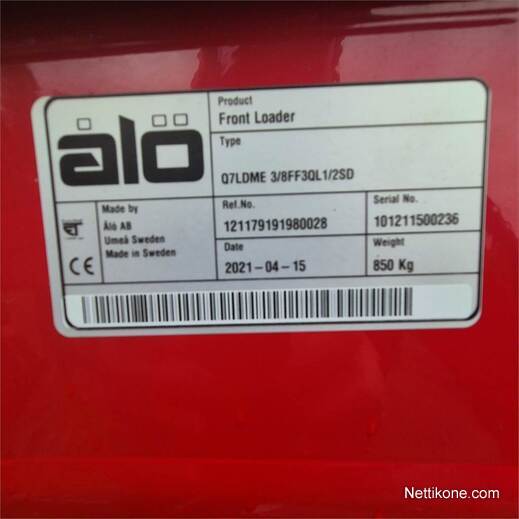 älö
Product
Front Loader
Type
Q7LDME 3/8FF3QL1/2SD
Made by
Ålö AB
Umeå Sweden
Made in Sweden
Ref.No.
121179191980028
Serial No.
101211500236
CE
Date
2021-04-15
Weight
850 Kg
Nettikone.com